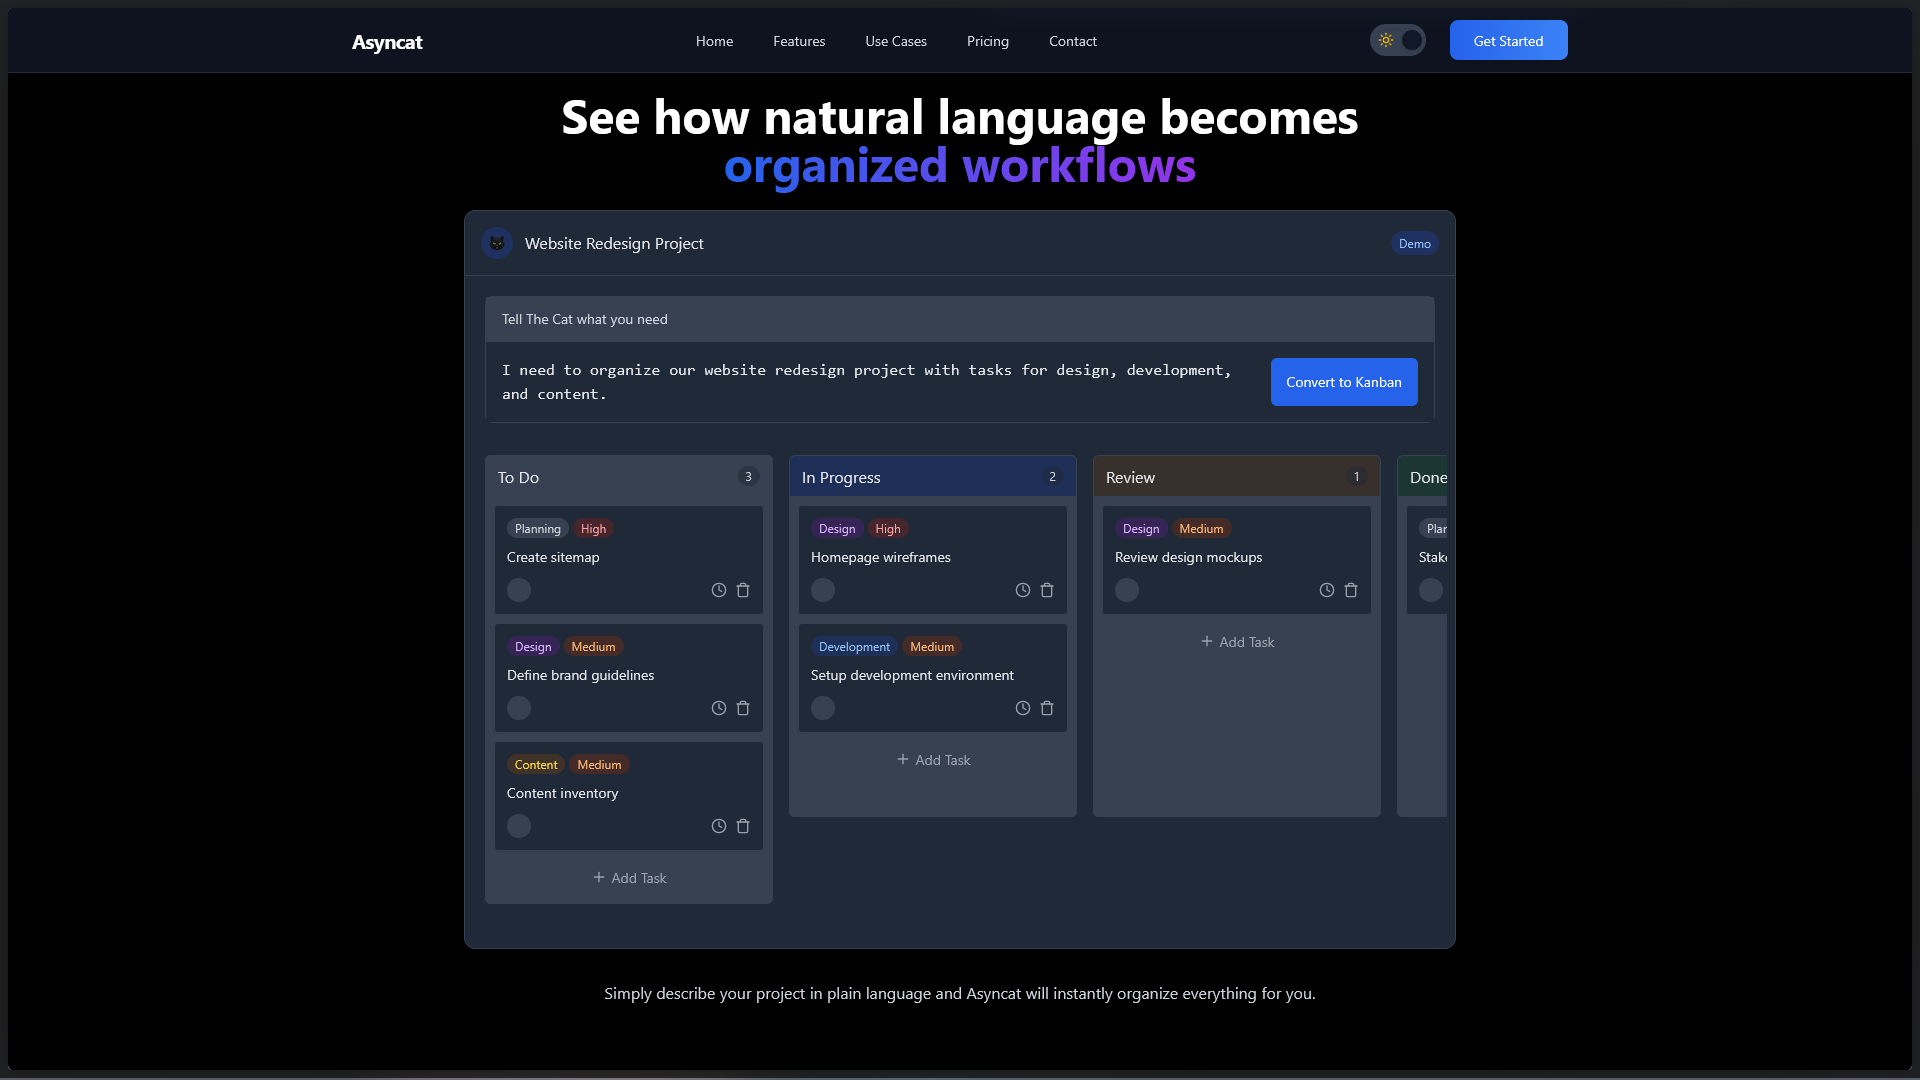 Asyncat
Home
Features
Use Cases
Pricing
Contact
Get Started
See how natural language becomes
organized workflows
Website Redesign Project
Demo
Tell The Cat what you need
I need to organize our website redesign project with tasks for design, development,
and content.
Convert to Kanban
To Do
3
Planning
High
Create sitemap
Design
Medium
Define brand guidelines
Content
Medium
Content inventory
+ Add Task
In Progress
2
Design
High
Homepage wireframes
Development
Medium
Setup development environment
+ Add Task
Review
1
Design
Medium
Review design mockups
+ Add Task
Done
Simply describe your project in plain language and Asyncat will instantly organize everything for you.